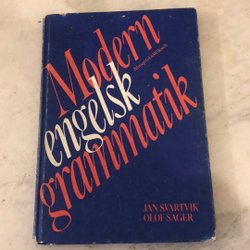 Modern
engelsk
grammatik
JAN SVARTVIK
OLOF SAGER